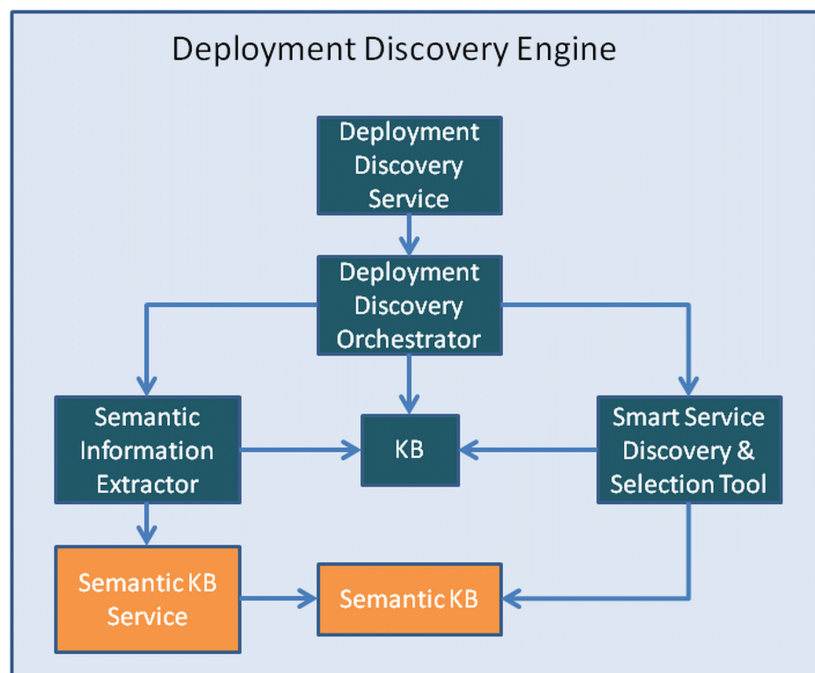 Deployment Discovery Engine
Deployment
Discovery
Service
Deployment
Discovery
Orchestrator
Semantic
Information
Extractor
KB
Smart Service
Discovery &
Selection Tool
Semantic KB
Service
Semantic KB